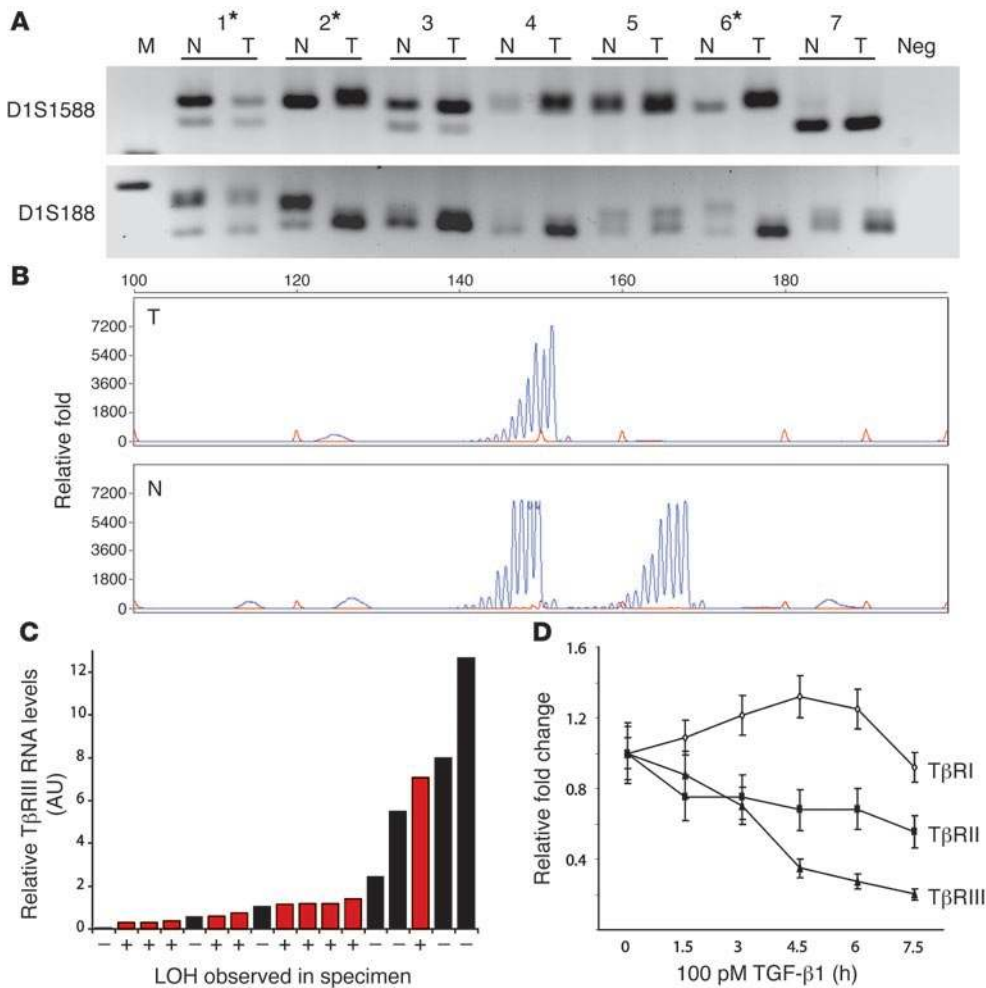 A
1* 2* 3 4 5 6* 7
M N T N T N T N T N T N T N T Neg
D1S1588
D1S188
B
100 120 140 160 180
T
7200
5400
3600
1800
0
Relative fold
N
7200
5400
3600
1800
0
C
Relative TβRIII RNA levels
(AU)
12
8
6
4
2
0
− + + + − + + − + + + + − − + − −
LOH observed in specimen
D
Relative fold change
1.6
1.2
0.8
0.4
TβRI
TβRII
TβRIII
0 1.5 3 4.5 6 7.5
100 pM TGF-β1 (h)